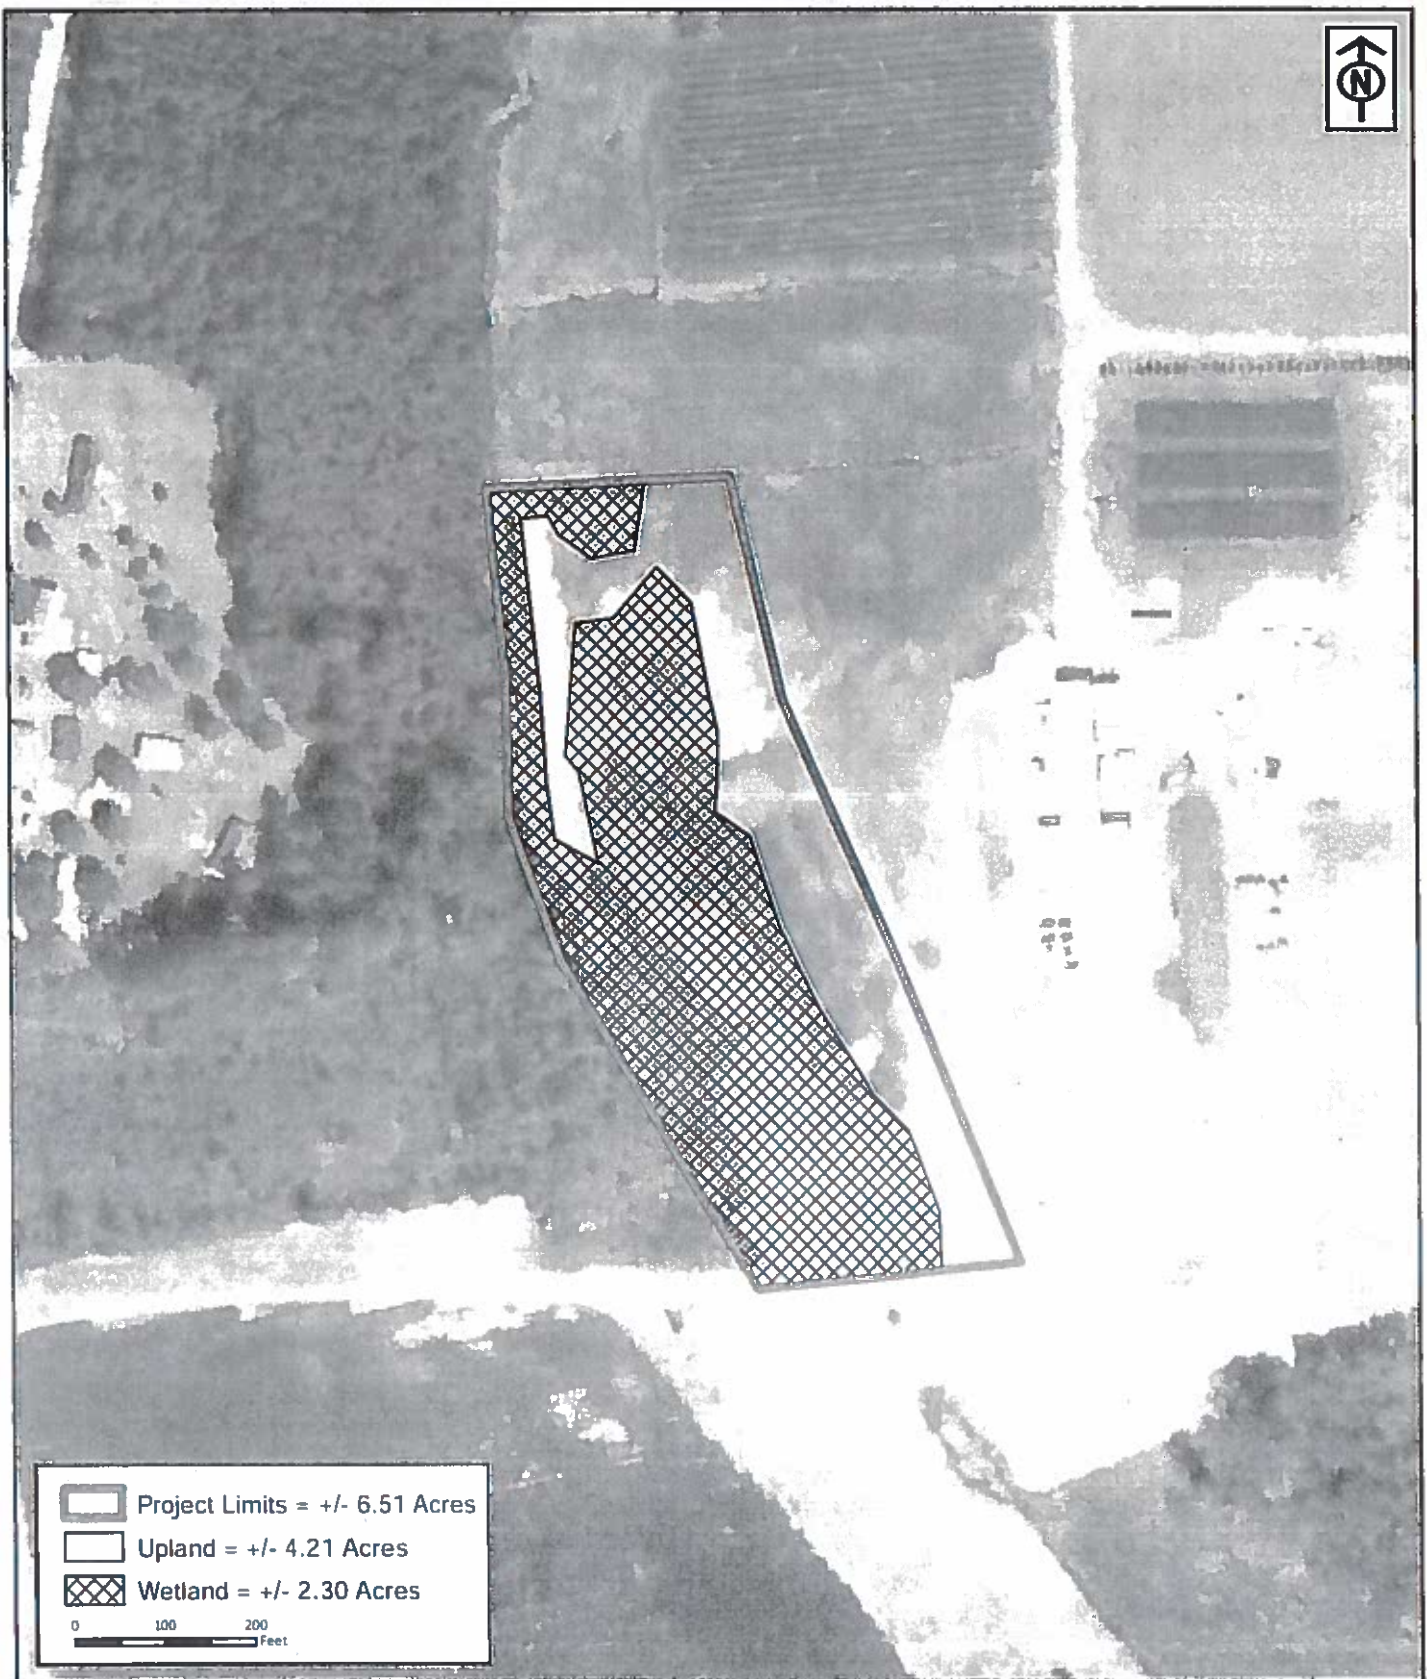 N
Project Limits = +/- 6.51 Acres
Upland = +/- 4.21 Acres
Wetland = +/- 2.30 Acres
0 100 200
Feet